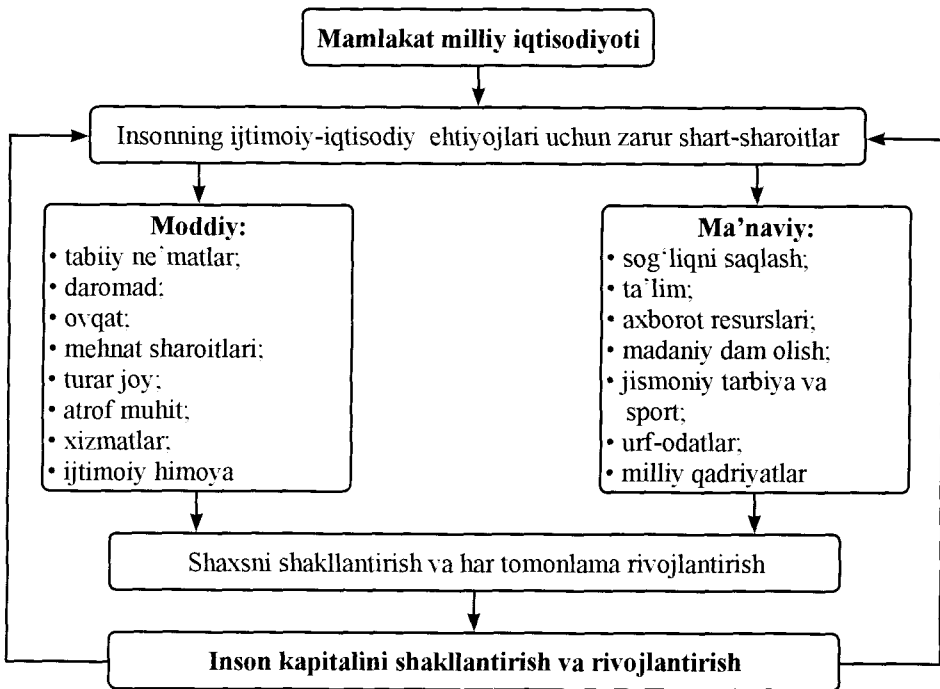 Mamlakat milliy iqtisodiyoti
Insonning ijtimoiy-iqtisodiy ehtiyojlari uchun zarur shart-sharoitlar
Moddiy:
• tabiiy ne`matlar;
• daromad;
• ovqat;
• mehnat sharoitlari;
• turar joy;
• atrof muhit;
• xizmatlar;
• ijtimoiy himoya
Ma’naviy:
• sog‘liqni saqlash;
• ta`lim;
• axborot resurslari;
• madaniy dam olish;
• jismoniy tarbiya va
sport;
• urf-odatlar;
• milliy qadriyatlar
Shaxsni shakllantirish va har tomonlama rivojlantirish
Inson kapitalini shakllantirish va rivojlantirish